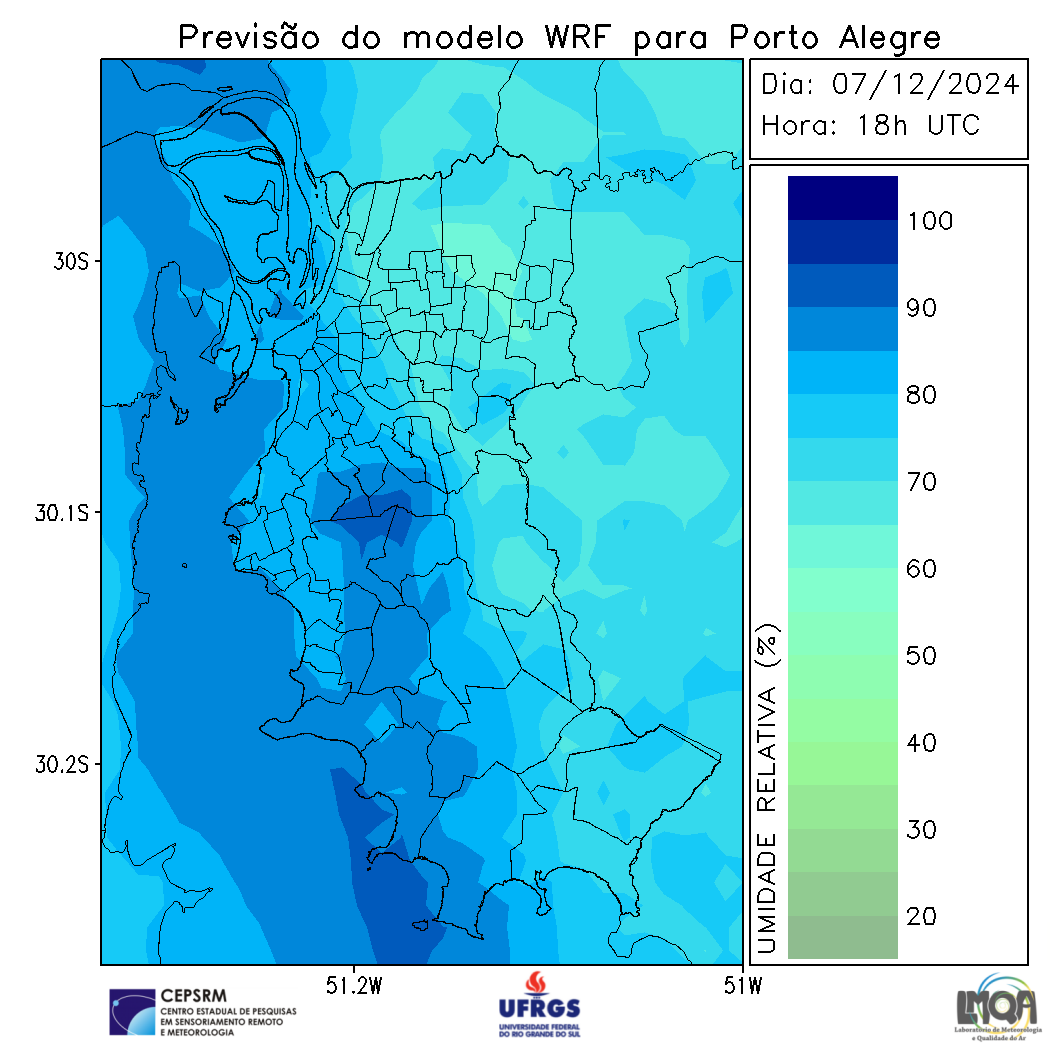 Previsão do modelo WRF para Porto Alegre
Dia: 07/12/2024
Hora: 18h UTC
30S
30.1S
30.2S
51.2W
51W
100
90
80
70
60
50
40
30
20
UMIDADE RELATIVA (%)
CEPSRM
CENTRO ESTADUAL DE PESQUISAS
EM SENSORIAMENTO REMOTO
E METEOROLOGIA
UFRGS
UNIVERSIDADE FEDERAL
DO RIO GRANDE DO SUL
LMQA
Laboratório de Meteorologia
e Qualidade do Ar